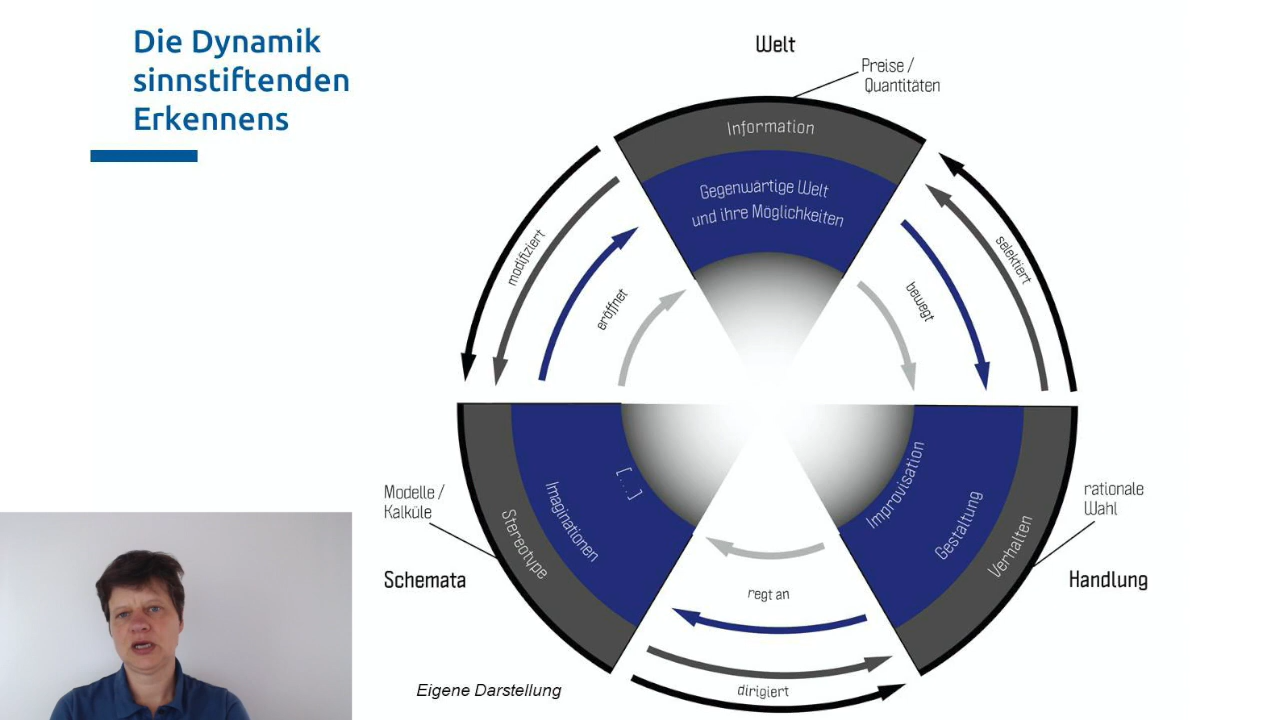 Die Dynamik
sinnstiftenden
Erkennens
Welt
Preise /
Quantitäten
Information
Gegenwärtige Welt
und ihre Möglichkeiten
modifiziert
eröffnet
bewegt
selektiert
Modelle /
Kalküle
Schemata
Stereotype
Imaginationen
[...]
Improvisation
Gestaltung
Verhalten
rationale
Wahl
Handlung
regt an
dirigiert
Eigene Darstellung